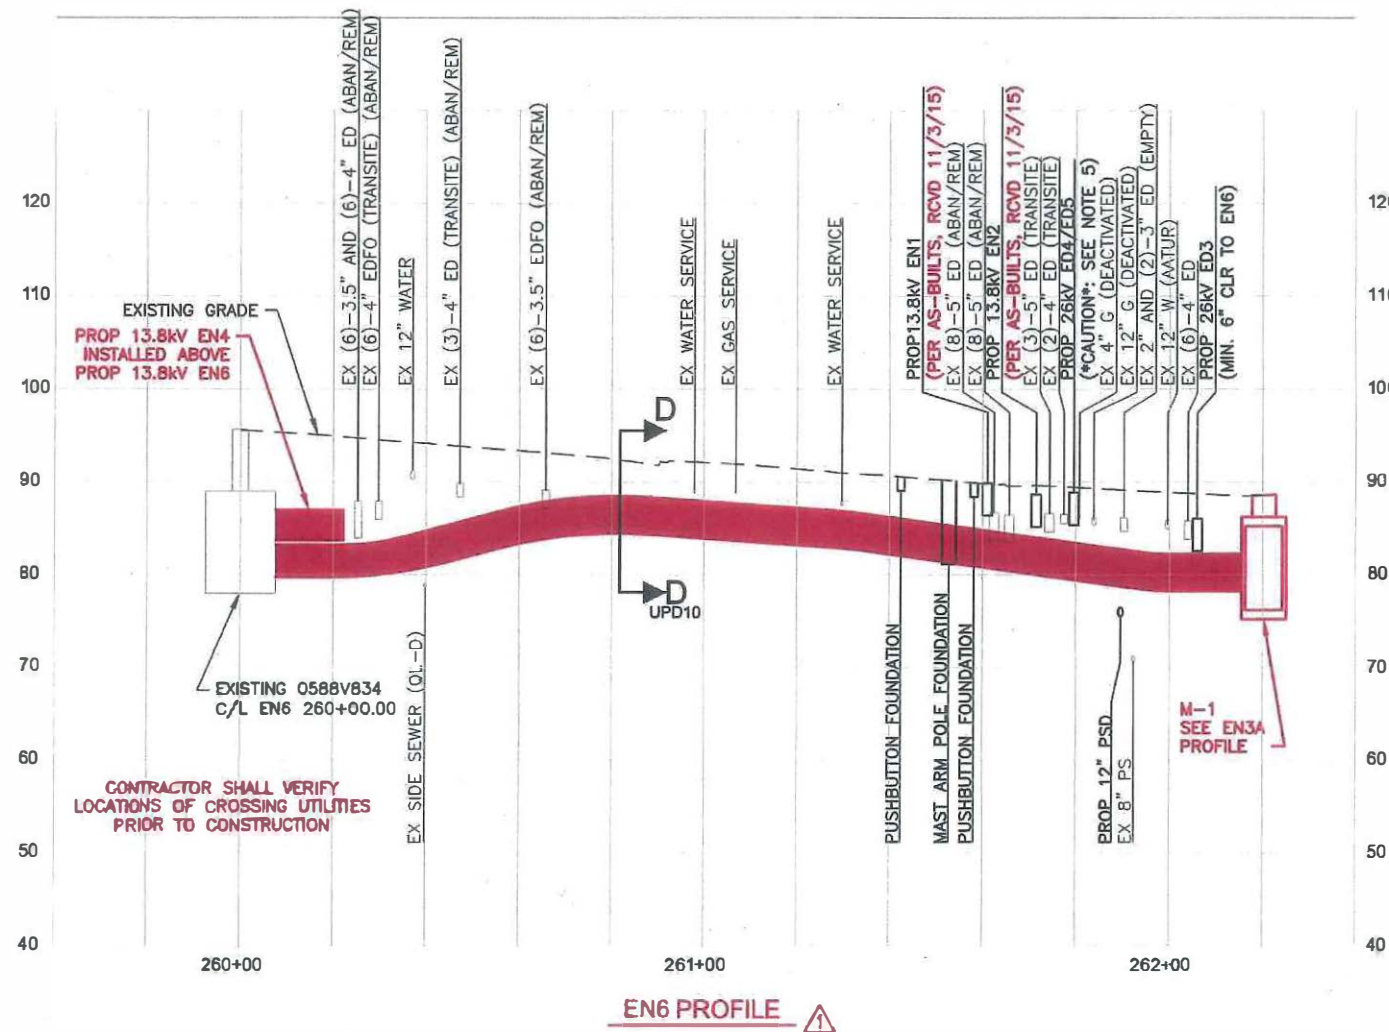 EX (6)-3.5" AND (6)-4" ED (ABAN/REM)
EX (6)-4" EDFO (TRANSITE) (ABAN/REM)
EX 12" WATER
EX (3)-4" ED (TRANSITE) (ABAN/REM)
EX (6)-3.5" EDFO (ABAN/REM)
EX WATER SERVICE
EX GAS SERVICE
EX WATER SERVICE
PROP13.8kV EN1
(PER AS-BUILTS, RCVD 11/3/15)
EX (8)-5" ED (ABAN/REM)
EX (8)-5" ED (ABAN/REM)
PROP 13.8kV EN2
(PER AS-BUILTS, RCVD 11/3/15)
EX (3)-5" ED (TRANSITE)
EX (2)-4" ED (TRANSITE)
PROP 26kV ED4/ED5
(*CAUTION*: SEE NOTE 5)
EX 4" G (DEACTIVATED)
EX 12" G (DEACTIVATED)
EX 2" AND (2)-3" ED (EMPTY)
EX 12" W (AATUR)
EX (6)-4" ED
PROP 26kV ED3
(MIN. 6" CLR TO EN6)
120
110
100
90
80
70
60
50
40
120
110
100
90
80
70
60
50
40
EXISTING GRADE
PROP 13.8kV EN4
INSTALLED ABOVE
PROP 13.8kV EN6
D
D
UPD10
EXISTING 0588V834
C/L EN6 260+00.00
CONTRACTOR SHALL VERIFY
LOCATIONS OF CROSSING UTILITIES
PRIOR TO CONSTRUCTION
EX SIDE SEWER (QL-D)
PUSHBUTTON FOUNDATION
MAST ARM POLE FOUNDATION
PUSHBUTTON FOUNDATION
PROP 12" PSD
EX 8" PS
M-1
SEE EN3A
PROFILE
260+00
261+00
262+00
EN6 PROFILE
1